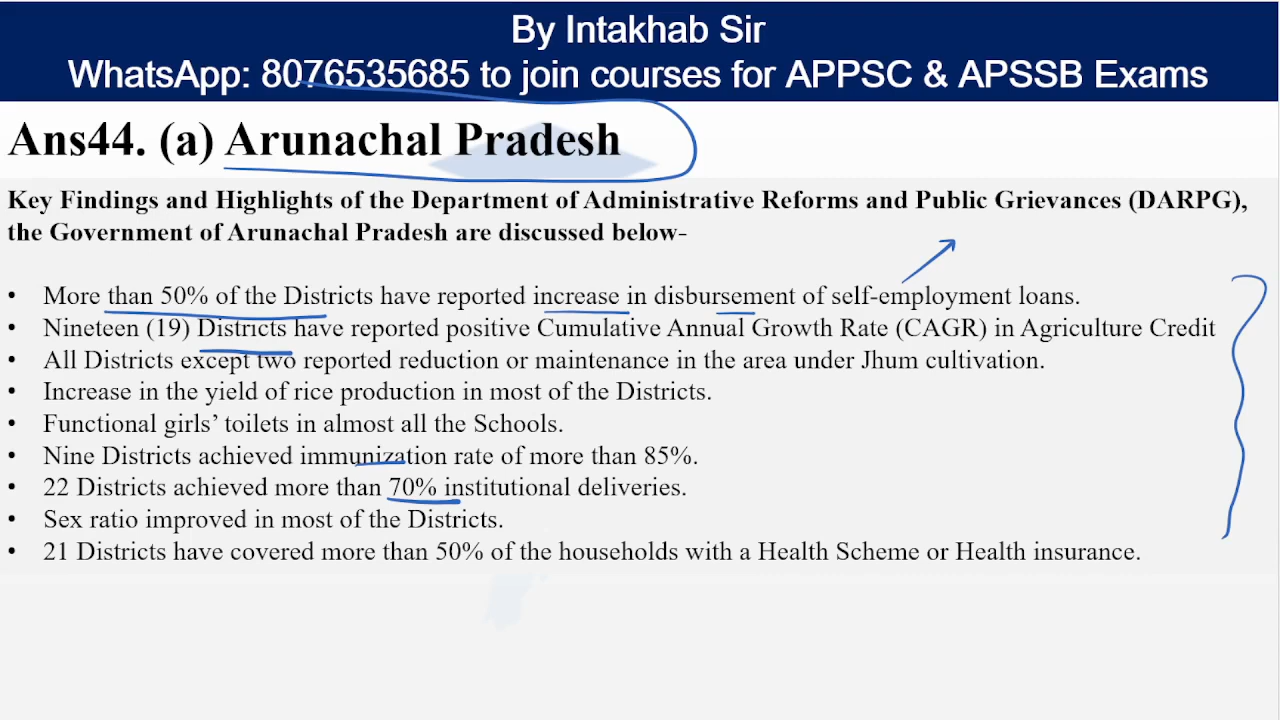 By Intakhab Sir
WhatsApp: 8076535685 to join courses for APPSC & APSSB Exams
Ans44. (a) Arunachal Pradesh
Key Findings and Highlights of the Department of Administrative Reforms and Public Grievances (DARPG),
the Government of Arunachal Pradesh are discussed below-
• More than 50% of the Districts have reported increase in disbursement of self-employment loans.
• Nineteen (19) Districts have reported positive Cumulative Annual Growth Rate (CAGR) in Agriculture Credit
• All Districts except two reported reduction or maintenance in the area under Jhum cultivation.
• Increase in the yield of rice production in most of the Districts.
• Functional girls’ toilets in almost all the Schools.
• Nine Districts achieved immunization rate of more than 85%.
• 22 Districts achieved more than 70% institutional deliveries.
• Sex ratio improved in most of the Districts.
• 21 Districts have covered more than 50% of the households with a Health Scheme or Health insurance.